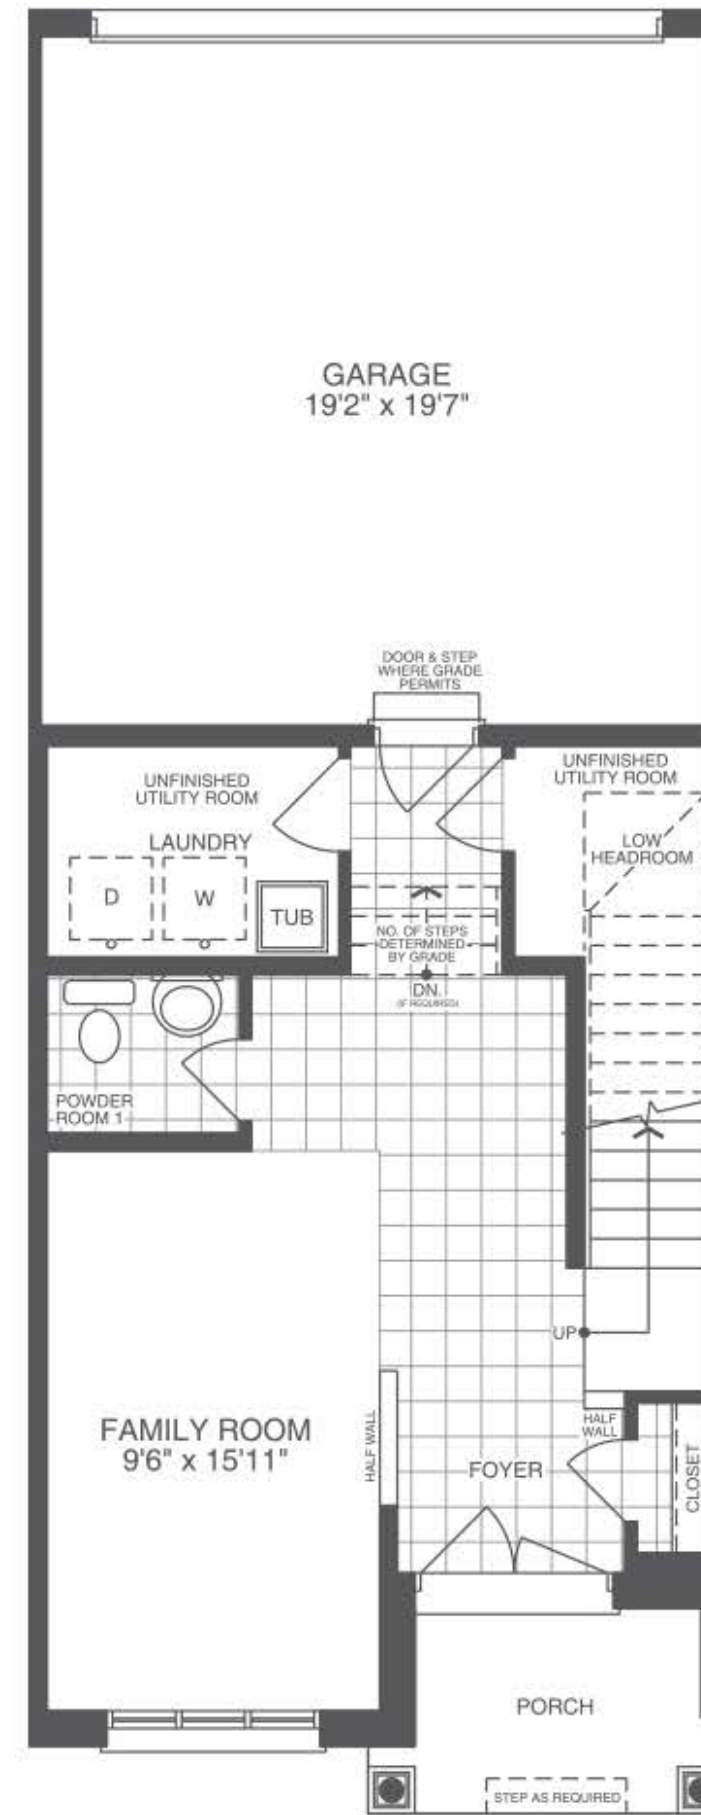 GARAGE
19'2" x 19'7"
DOOR & STEP
WHERE GRADE
PERMITS
UNFINISHED
UTILITY ROOM
LAUNDRY
D
W
TUB
UNFINISHED
UTILITY ROOM
LOW
HEADROOM
NO. OF STEPS
DETERMINED
BY GRADE
DN.
(IF REQUIRED)
POWDER
ROOM 1
UP
FAMILY ROOM
9'6" x 15'11"
HALF WALL
HALF
WALL
FOYER
CLOSET
PORCH
STEP AS REQUIRED